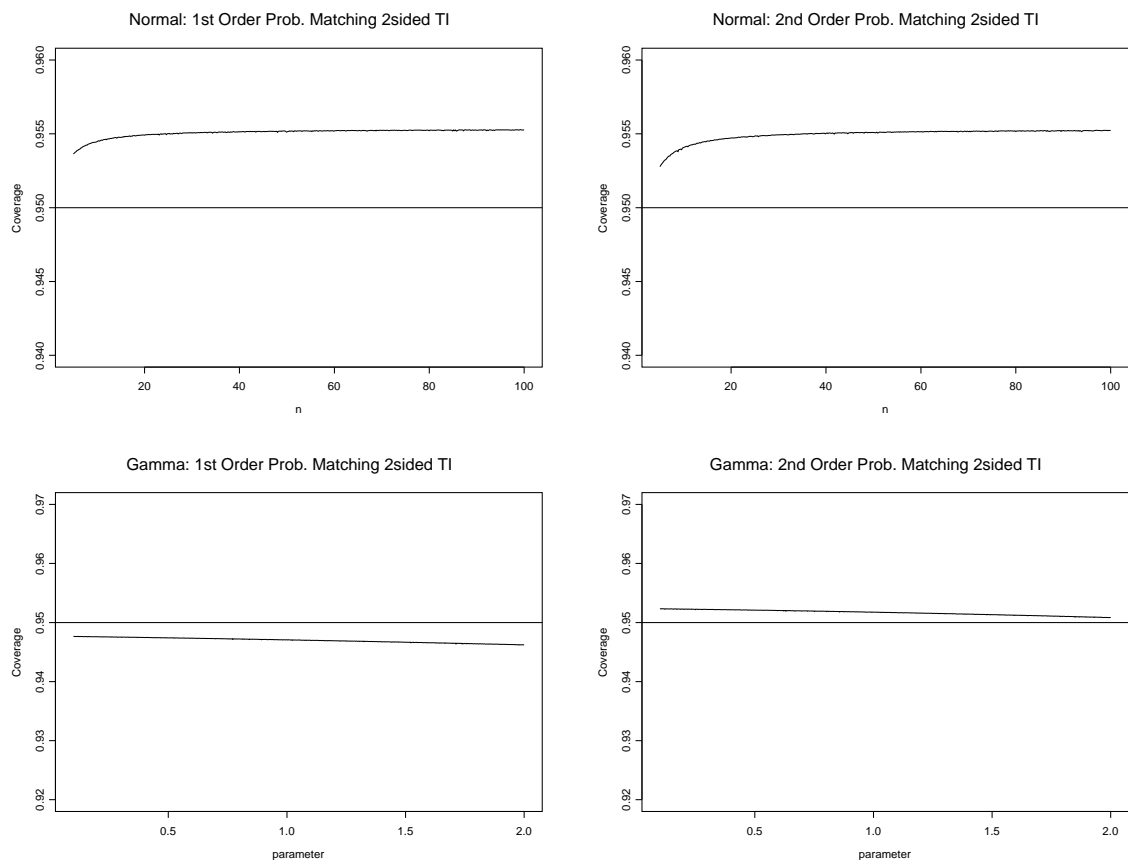 Normal: 1st Order Prob. Matching 2sided TI
Coverage
0.960
0.955
0.950
0.945
0.940
20 40 60 80 100
n
Normal: 2nd Order Prob. Matching 2sided TI
Coverage
0.960
0.955
0.950
0.945
0.940
20 40 60 80 100
n
Gamma: 1st Order Prob. Matching 2sided TI
Coverage
0.97
0.96
0.95
0.94
0.93
0.92
0.5 1.0 1.5 2.0
parameter
Gamma: 2nd Order Prob. Matching 2sided TI
Coverage
0.97
0.96
0.95
0.94
0.93
0.92
0.5 1.0 1.5 2.0
parameter